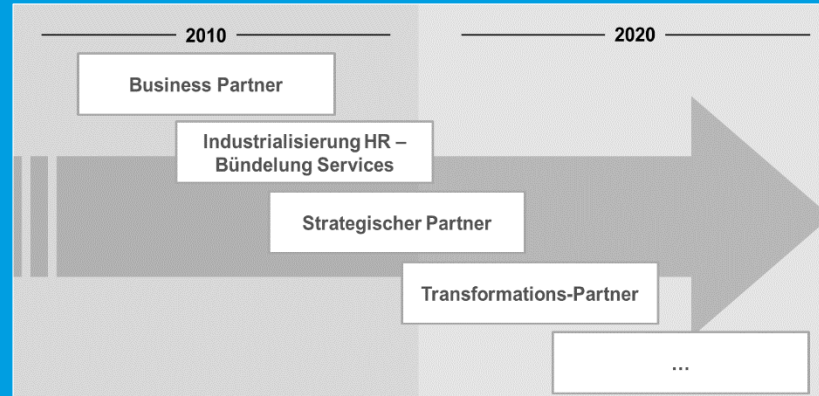 2010
2020
Business Partner
Industrialisierung HR –
Bündelung Services
Strategischer Partner
Transformations-Partner
...